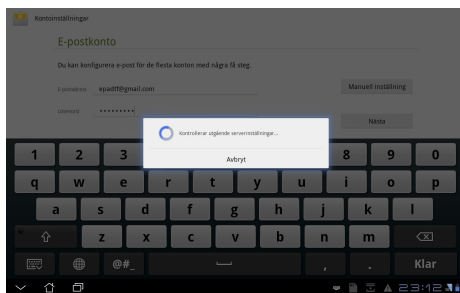 Kontoinställningar
E-postkonto
Du kan konfigurera e-post för de flesta konton med några få steg.
E-postadress epadtf@gmail.com Manuell inställning
Lösenord •••••••••
Nästa
Kontrollerar utgående serverinställningar...
Avbryt
1 2 3 8 9 0
q w e r t y u i o p
a s d f g h j k l
z x c v b n m
@#_ , . Klar
23:12